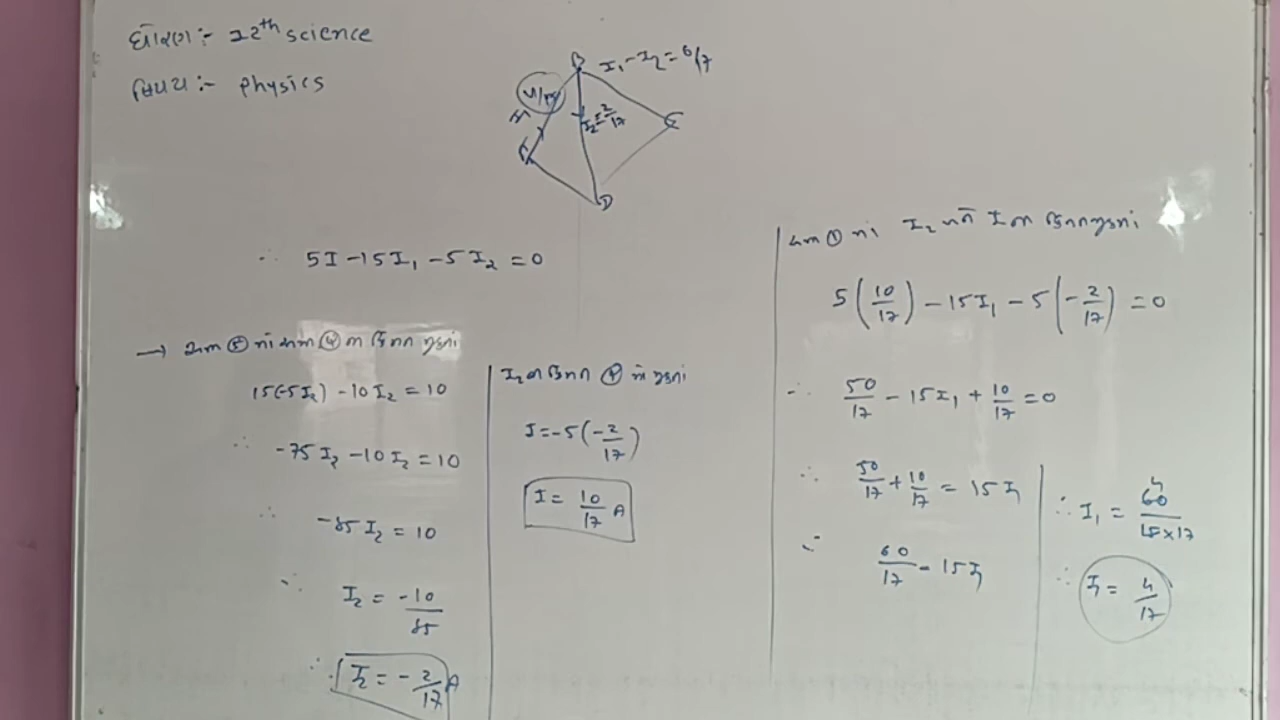 ધોરણ :- 12th science
વિષય :- physics
B I₁ - I₂ = 6/7
I₂ = 2/17
C
D
∴ 5I - 15I₁ - 5I₂ = 0
→ સમ ⑤ માં સમ ④ ની કિંમત મૂકતાં
15(-5I₂) - 10I₂ = 10
∴ -75I₂ - 10I₂ = 10
∴ -85I₂ = 10
∴ I₂ = -10/85
∴ I₂ = -2/17 A
I₂ ની કિંમત ④ માં મૂકતાં
I = -5(-2/17)
I = 10/17 A
સમ ① માં I₂ અને I ની કિંમત મૂકતાં
5(10/17) - 15I₁ - 5(-2/17) = 0
∴ 50/17 - 15I₁ + 10/17 = 0
∴ 50/17 + 10/17 = 15I₁
∴ 60/17 = 15I₁
∴ I₁ = 60/15×17
4
∴ I₁ = 4/17